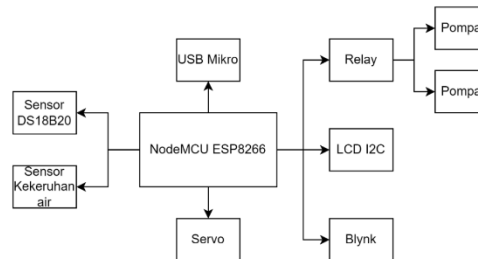 Pompa
USB Mikro
Relay
Sensor
DS18B20
Pompa
NodeMCU ESP8266
LCD I2C
Sensor
Kekeruhan
air
Servo
Blynk